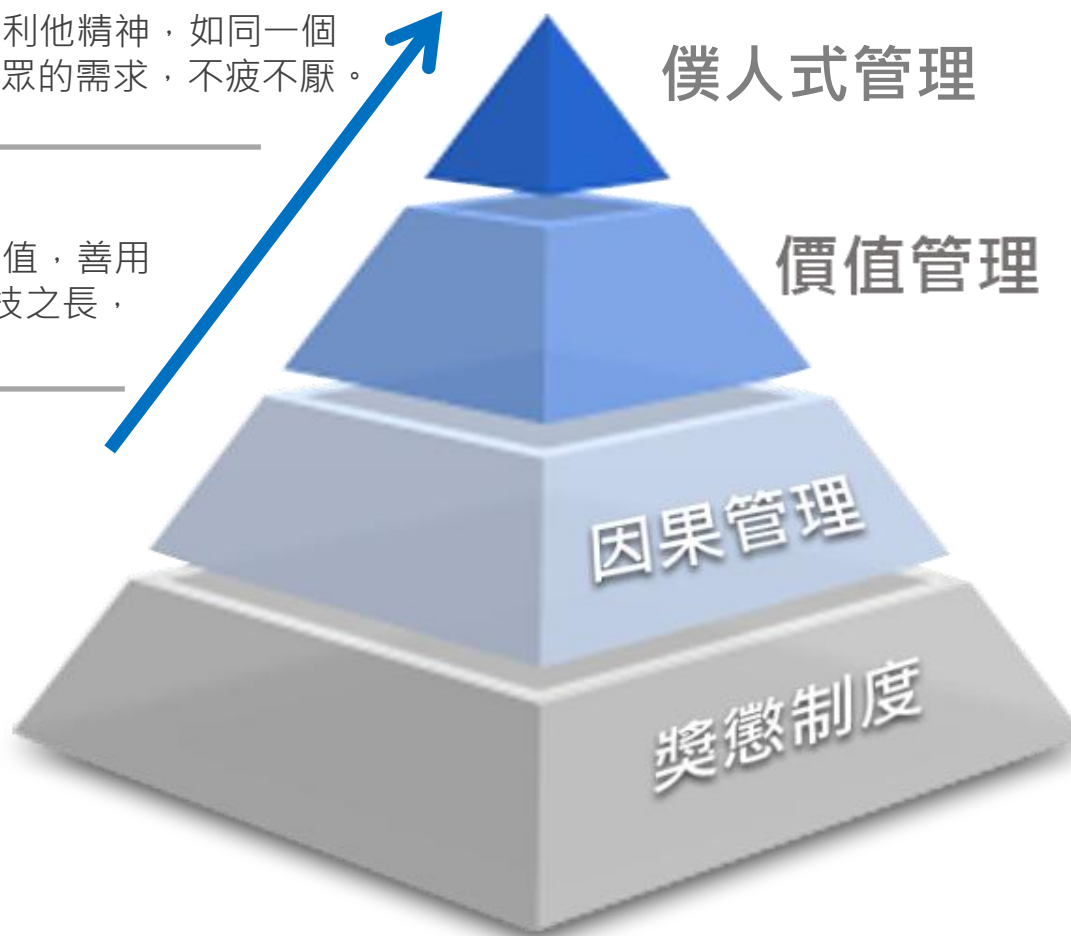 利他精神，如同一個
眾的需求，不疲不厭。
僕人式管理
值，善用
技之長，
價值管理
因果管理
獎懲制度